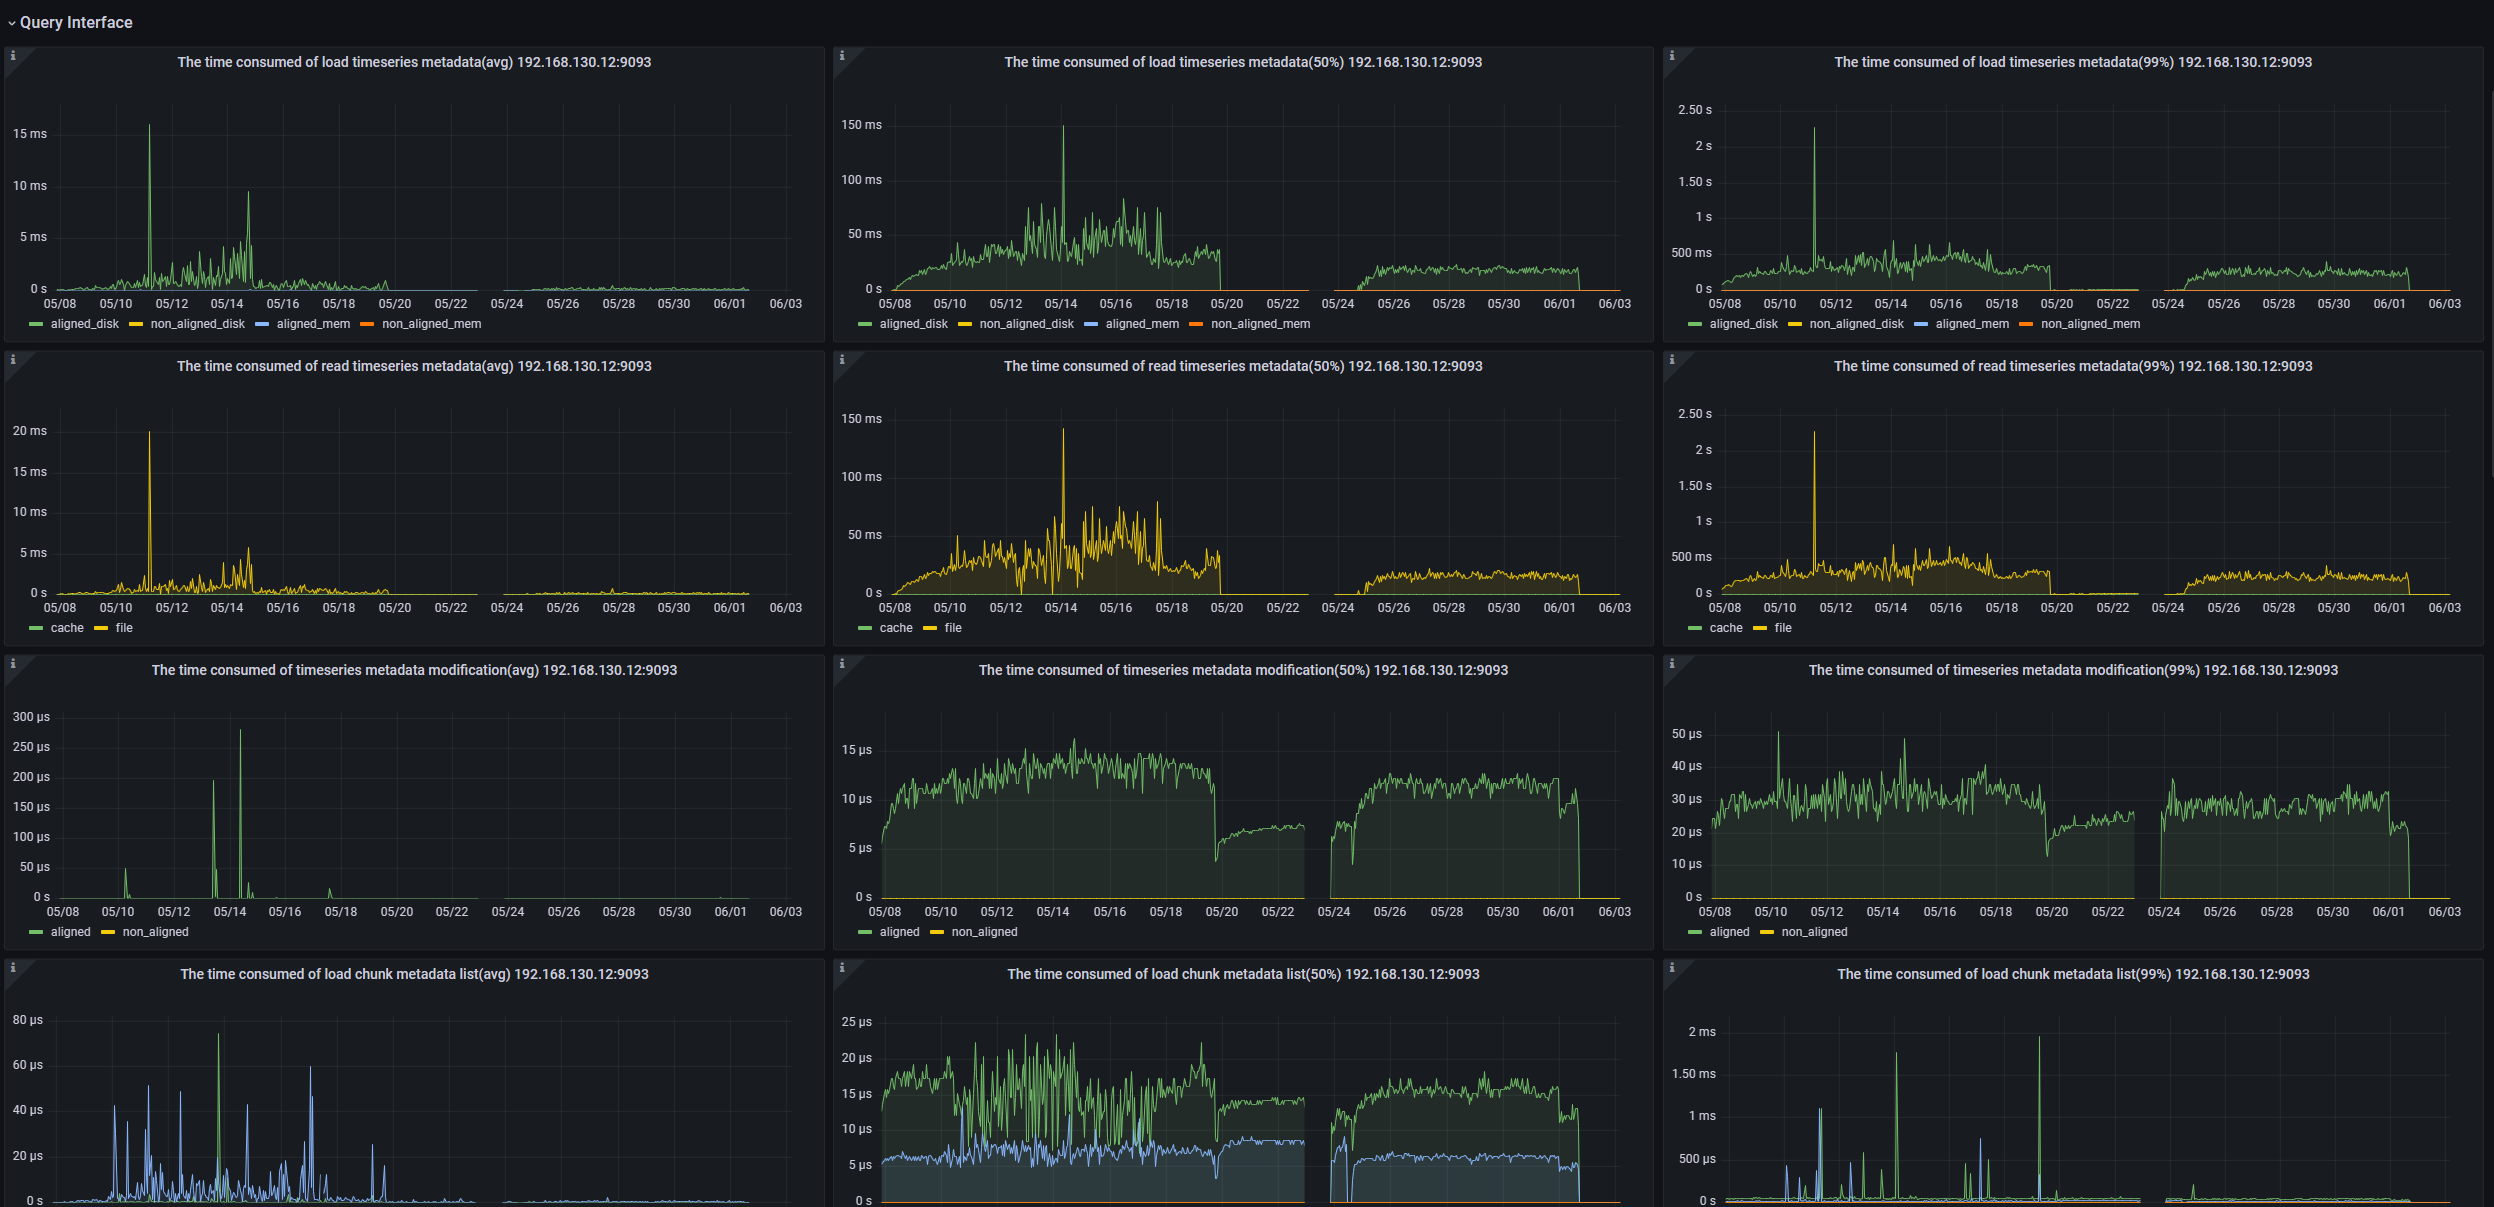 Query Interface
The time consumed of load timeseries metadata(avg) 192.168.130.12:9093
15 ms
10 ms
5 ms
0 s
05/08 05/10 05/12 05/14 05/16 05/18 05/20 05/22 05/24 05/26 05/28 05/30 06/01 06/03
aligned_disk non_aligned_disk aligned_mem non_aligned_mem
The time consumed of load timeseries metadata(50%) 192.168.130.12:9093
150 ms
100 ms
50 ms
0 s
05/08 05/10 05/12 05/14 05/16 05/18 05/20 05/22 05/24 05/26 05/28 05/30 06/01 06/03
aligned_disk non_aligned_disk aligned_mem non_aligned_mem
The time consumed of load timeseries metadata(99%) 192.168.130.12:9093
2.50 s
2 s
1.50 s
1 s
500 ms
0 s
05/08 05/10 05/12 05/14 05/16 05/18 05/20 05/22 05/24 05/26 05/28 05/30 06/01 06/03
aligned_disk non_aligned_disk aligned_mem non_aligned_mem
The time consumed of read timeseries metadata(avg) 192.168.130.12:9093
20 ms
15 ms
10 ms
5 ms
0 s
05/08 05/10 05/12 05/14 05/16 05/18 05/20 05/22 05/24 05/26 05/28 05/30 06/01 06/03
cache file
The time consumed of read timeseries metadata(50%) 192.168.130.12:9093
150 ms
100 ms
50 ms
0 s
05/08 05/10 05/12 05/14 05/16 05/18 05/20 05/22 05/24 05/26 05/28 05/30 06/01 06/03
cache file
The time consumed of read timeseries metadata(99%) 192.168.130.12:9093
2.50 s
2 s
1.50 s
1 s
500 ms
0 s
05/08 05/10 05/12 05/14 05/16 05/18 05/20 05/22 05/24 05/26 05/28 05/30 06/01 06/03
cache file
The time consumed of timeseries metadata modification(avg) 192.168.130.12:9093
300 µs
250 µs
200 µs
150 µs
100 µs
50 µs
0 s
05/08 05/10 05/12 05/14 05/16 05/18 05/20 05/22 05/24 05/26 05/28 05/30 06/01 06/03
aligned non_aligned
The time consumed of timeseries metadata modification(50%) 192.168.130.12:9093
15 µs
10 µs
5 µs
0 s
05/08 05/10 05/12 05/14 05/16 05/18 05/20 05/22 05/24 05/26 05/28 05/30 06/01 06/03
aligned non_aligned
The time consumed of timeseries metadata modification(99%) 192.168.130.12:9093
50 µs
40 µs
30 µs
20 µs
10 µs
0 s
05/08 05/10 05/12 05/14 05/16 05/18 05/20 05/22 05/24 05/26 05/28 05/30 06/01 06/03
aligned non_aligned
The time consumed of load chunk metadata list(avg) 192.168.130.12:9093
80 µs
60 µs
40 µs
20 µs
0 s
The time consumed of load chunk metadata list(50%) 192.168.130.12:9093
25 µs
20 µs
15 µs
10 µs
5 µs
0 s
The time consumed of load chunk metadata list(99%) 192.168.130.12:9093
2 ms
1.50 ms
1 ms
500 µs
0 s